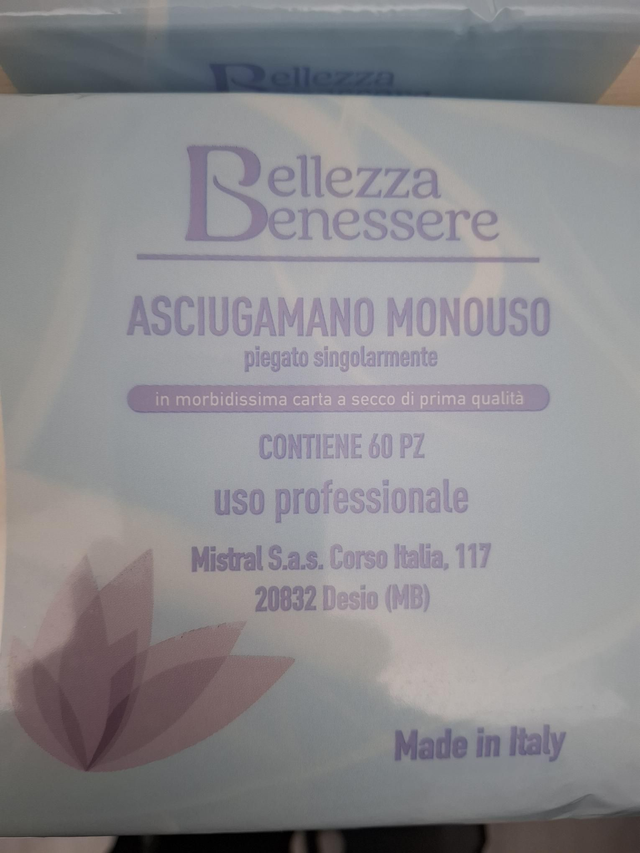 Bellezza
Bellezza
Benessere
ASCIUGAMANO MONOUSO
piegato singolarmente
in morbidissima carta a secco di prima qualità
CONTIENE 60 PZ
uso professionale
Mistral S.a.s. Corso Italia, 117
20832 Desio (MB)
Made in Italy